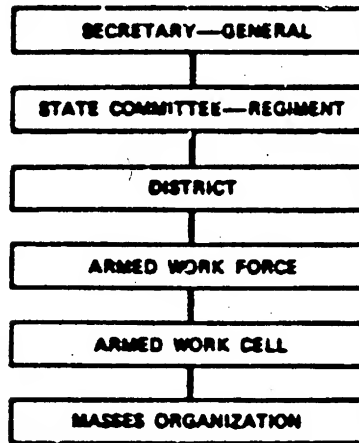 SECRETARY—GENERAL
STATE COMMITTEE—REGIMENT
DISTRICT
ARMED WORK FORCE
ARMED WORK CELL
MASSES ORGANIZATION